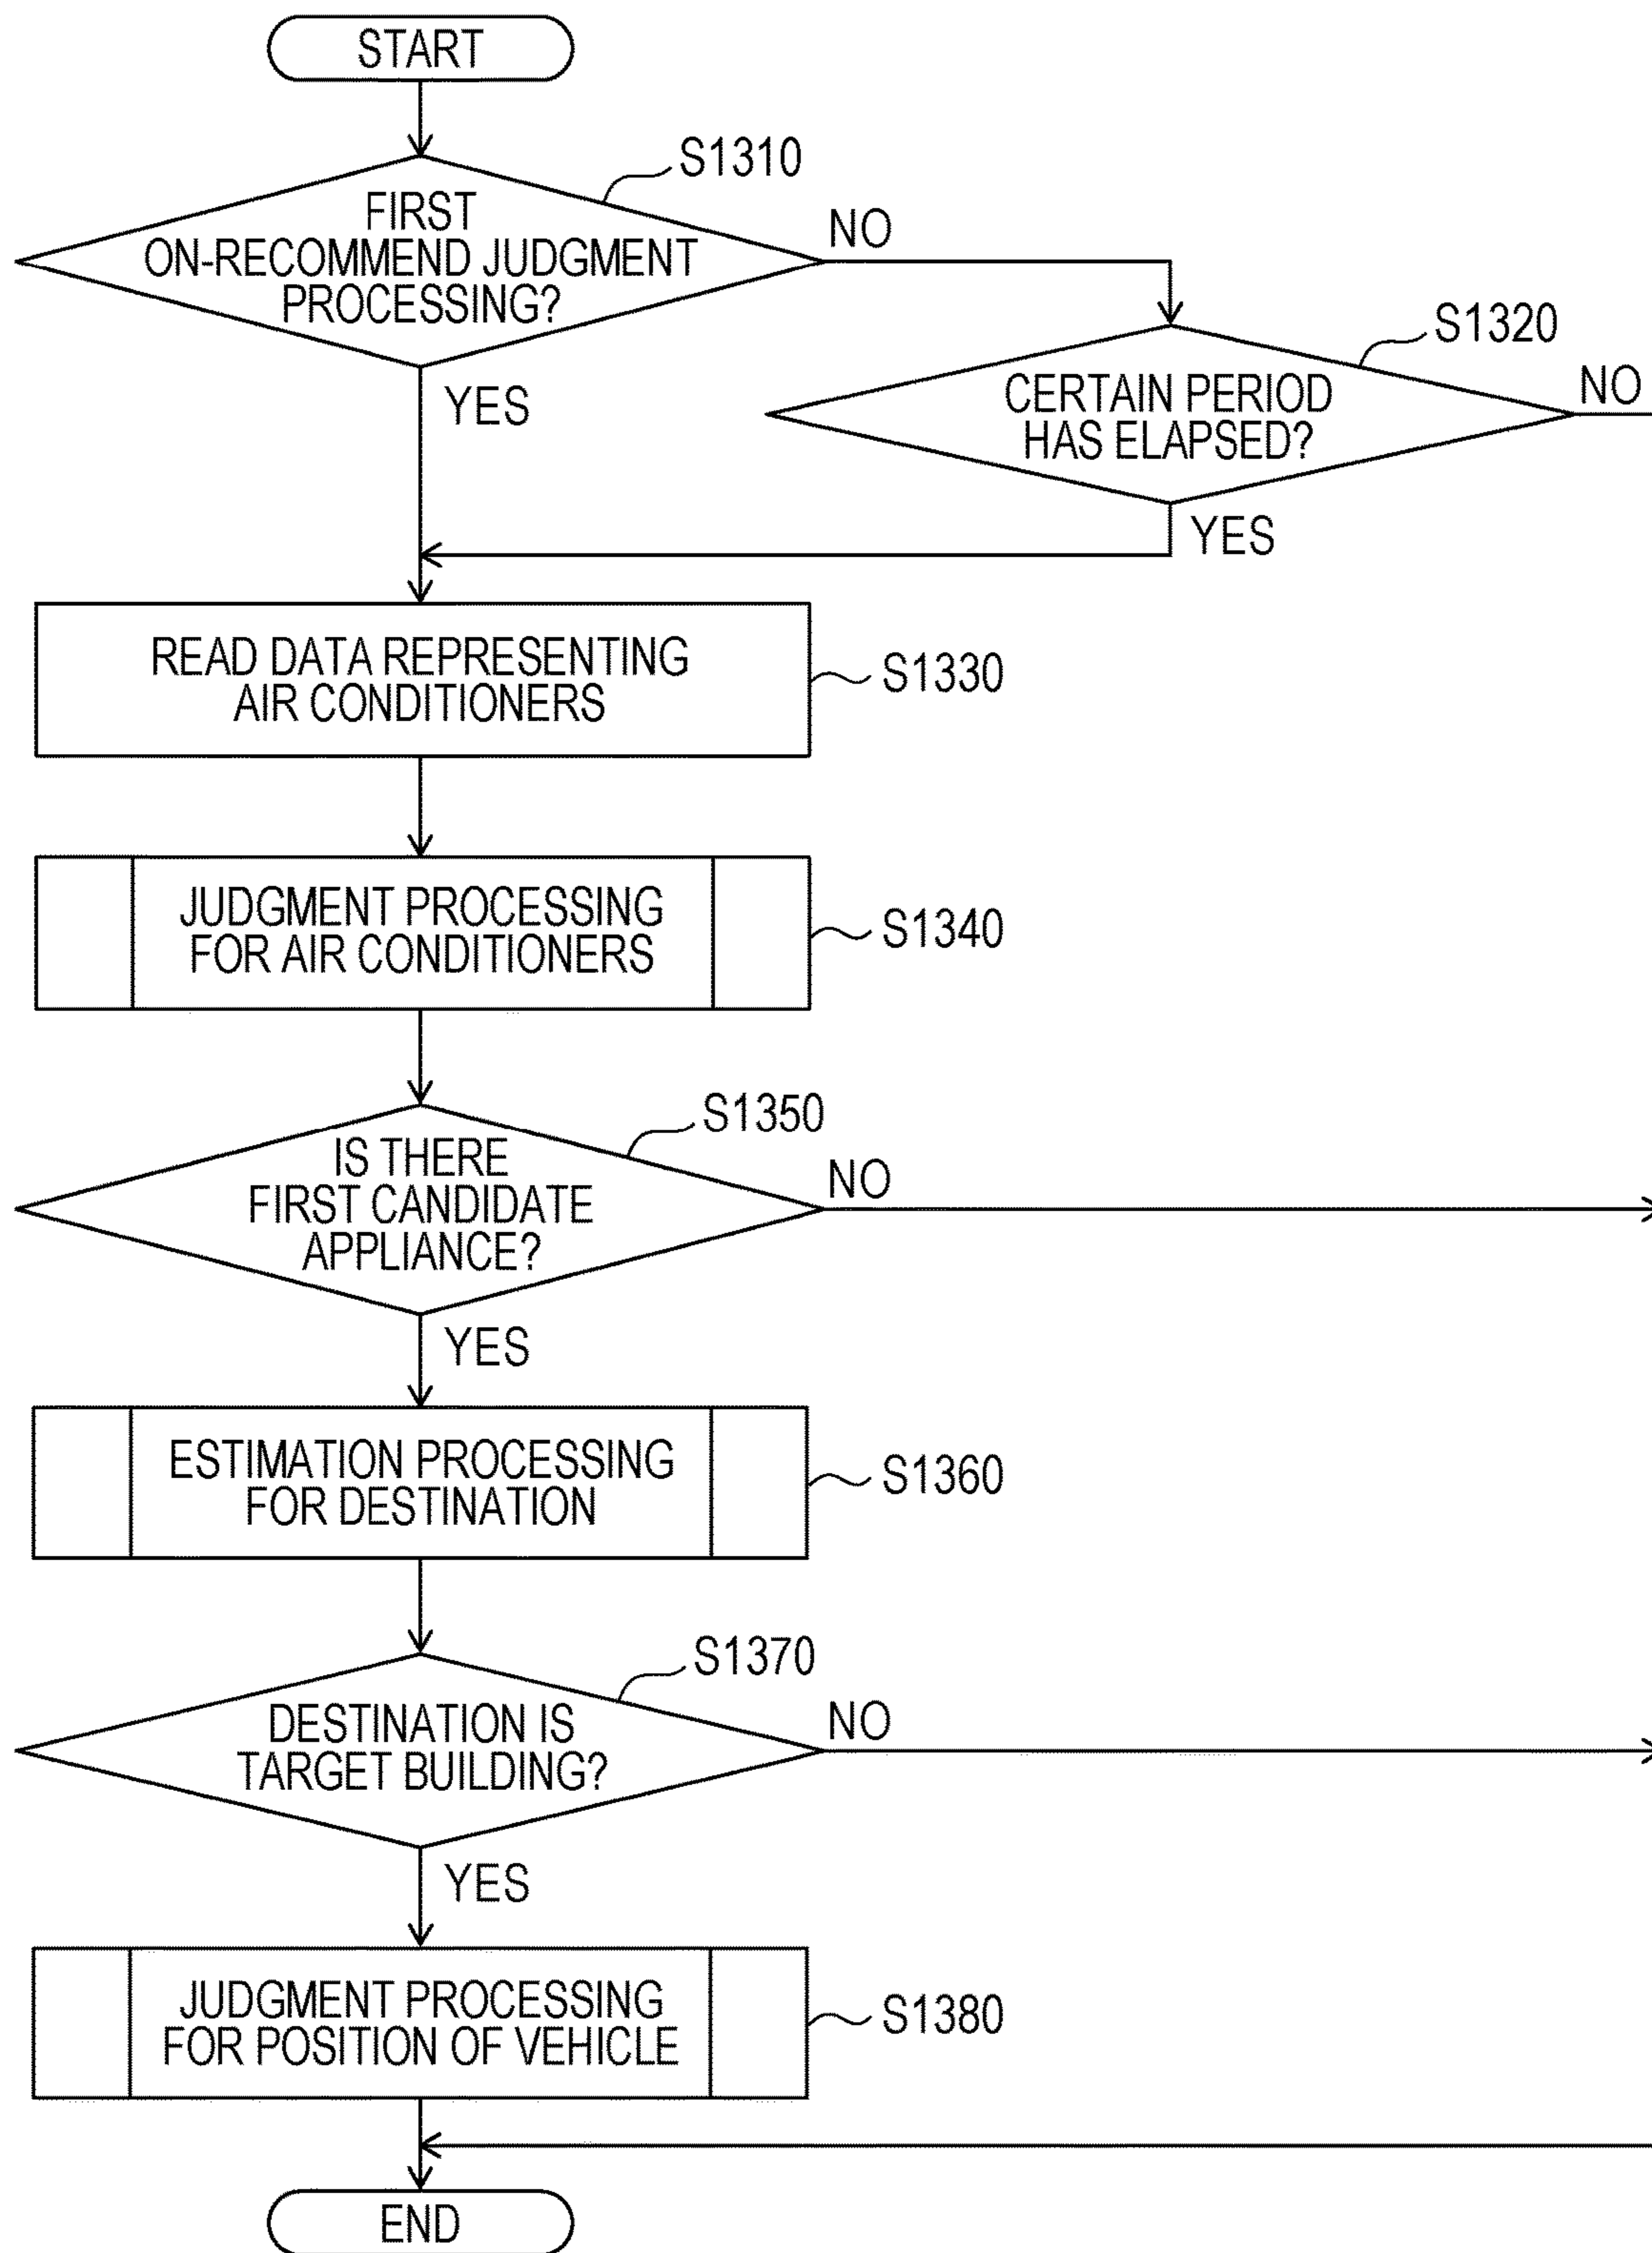 START
S1310
FIRST
ON-RECOMMEND JUDGMENT
PROCESSING?
NO
YES
S1320
CERTAIN PERIOD
HAS ELAPSED?
NO
YES
READ DATA REPRESENTING
AIR CONDITIONERS
S1330
JUDGMENT PROCESSING
FOR AIR CONDITIONERS
S1340
S1350
IS THERE
FIRST CANDIDATE
APPLIANCE?
NO
YES
ESTIMATION PROCESSING
FOR DESTINATION
S1360
S1370
DESTINATION IS
TARGET BUILDING?
NO
YES
JUDGMENT PROCESSING
FOR POSITION OF VEHICLE
S1380
END